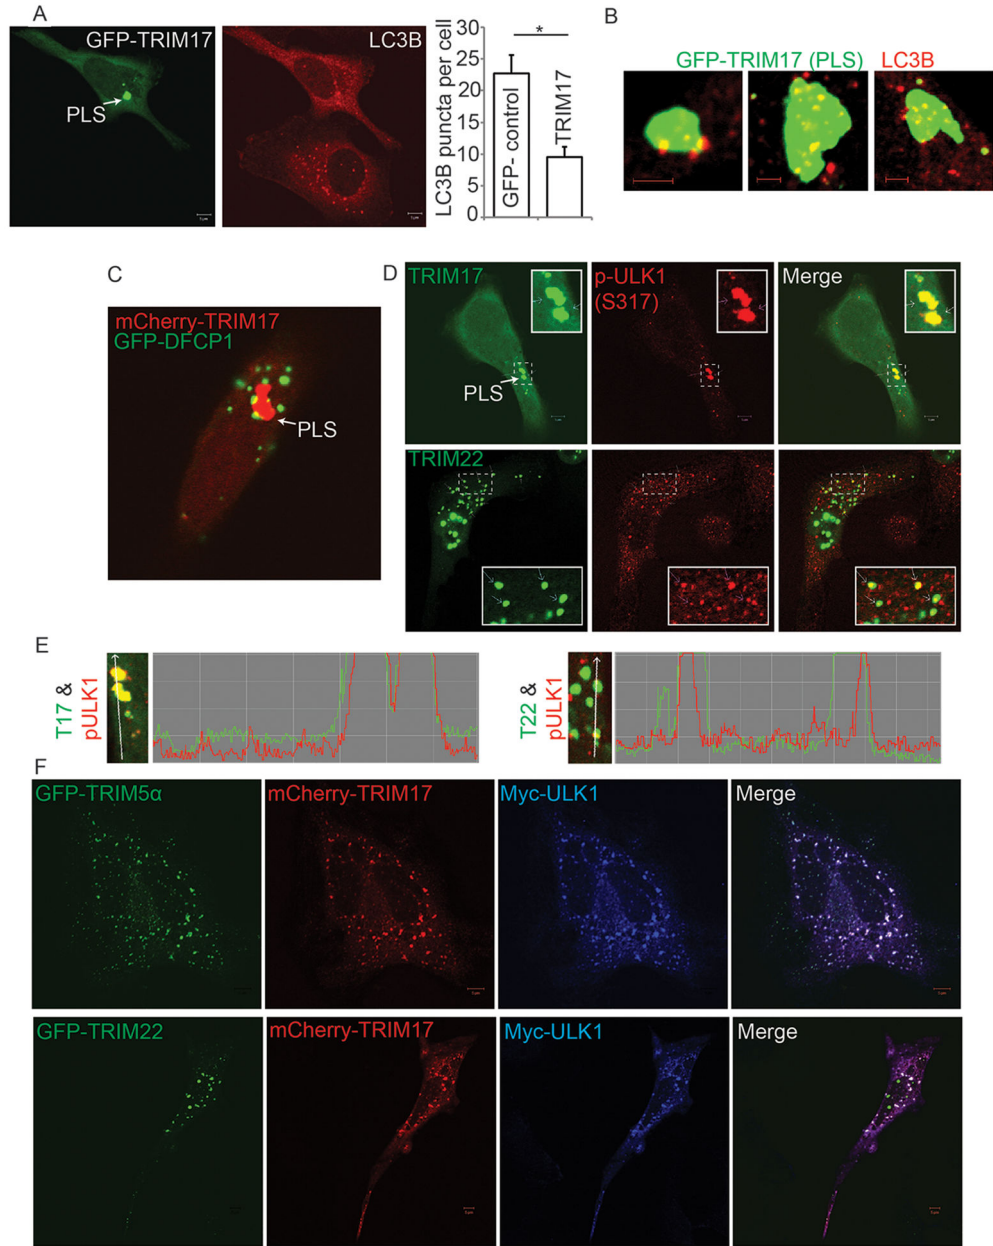 A
GFP-TRIM17
PLS
LC3B
LC3B puncta per cell
30
25
20
15
10
5
0
*
GFP- control
TRIM17
B
GFP-TRIM17 (PLS) LC3B
C
mCherry-TRIM17
GFP-DFCP1
PLS
D
TRIM17
PLS
p-ULK1
(S317)
Merge
TRIM22
E
T17 &
pULK1
T22 &
pULK1
F
GFP-TRIM5α
mCherry-TRIM17
Myc-ULK1
Merge
GFP-TRIM22
mCherry-TRIM17
Myc-ULK1
Merge